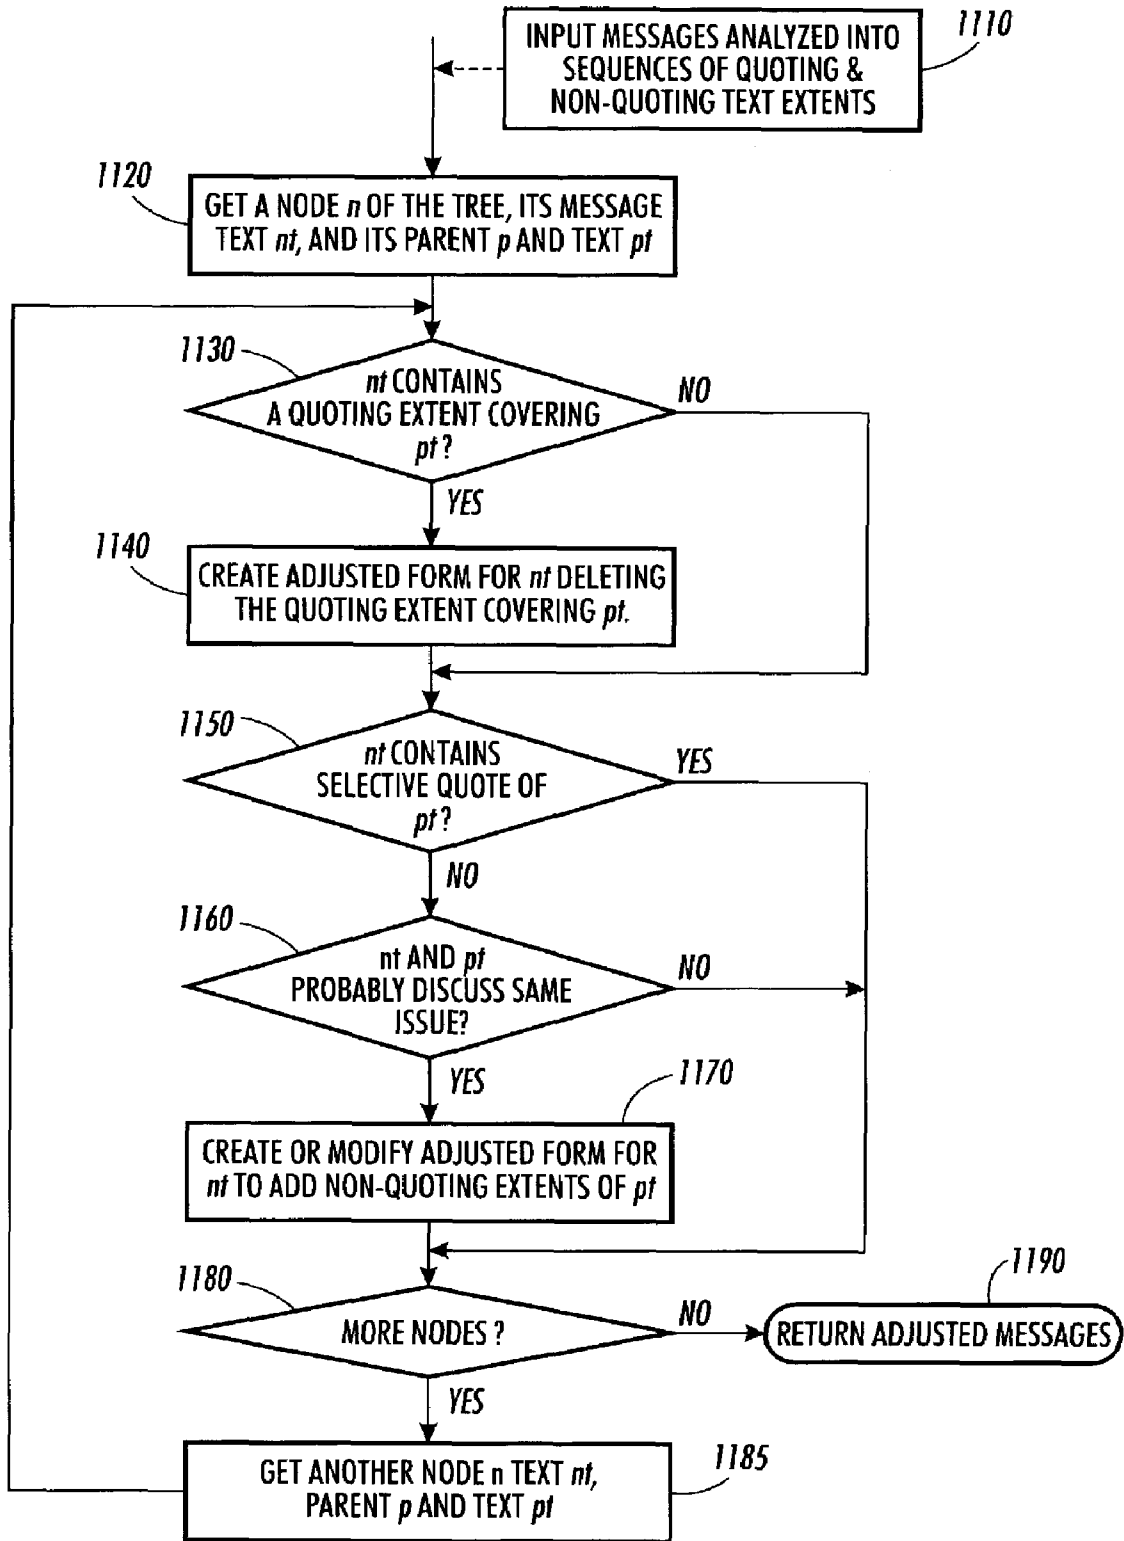 INPUT MESSAGES ANALYZED INTO
SEQUENCES OF QUOTING &
NON-QUOTING TEXT EXTENTS
1110
1120
GET A NODE n OF THE TREE, ITS MESSAGE
TEXT nt, AND ITS PARENT p AND TEXT pt
1130
nt CONTAINS
A QUOTING EXTENT COVERING
pt?
NO
YES
1140
CREATE ADJUSTED FORM FOR nt DELETING
THE QUOTING EXTENT COVERING pt.
1150
nt CONTAINS
SELECTIVE QUOTE OF
pt?
YES
NO
1160
nt AND pt
PROBABLY DISCUSS SAME
ISSUE?
NO
YES
1170
CREATE OR MODIFY ADJUSTED FORM FOR
nt TO ADD NON-QUOTING EXTENTS OF pt
1180
MORE NODES ?
NO
1190
RETURN ADJUSTED MESSAGES
YES
1185
GET ANOTHER NODE n TEXT nt,
PARENT p AND TEXT pt